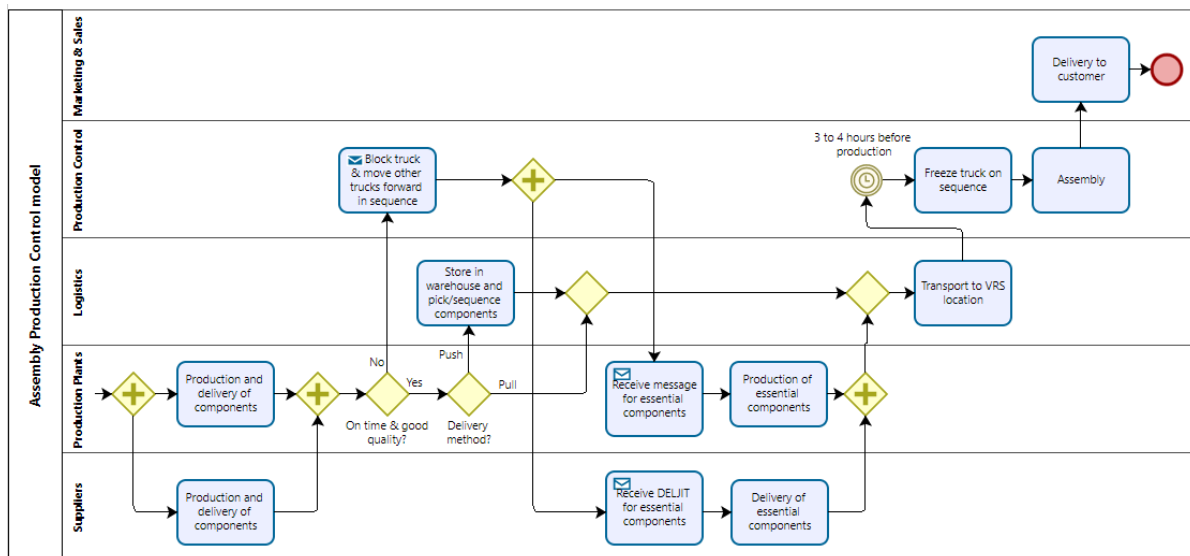 Assembly Production Control model
Marketing & Sales
Delivery to
customer
Production Control
Block truck
& move other
trucks forward
in sequence
3 to 4 hours before
production
Freeze truck on
sequence
Assembly
Logistics
Store in
warehouse and
pick/sequence
components
Transport to VRS
location
Production Plants
Production and
delivery of
components
No
Yes
On time & good
quality?
Push
Pull
Delivery
method?
Receive message
for essential
components
Production of
essential
components
Suppliers
Production and
delivery of
components
Receive DELJIT
for essential
components
Delivery of
essential
components